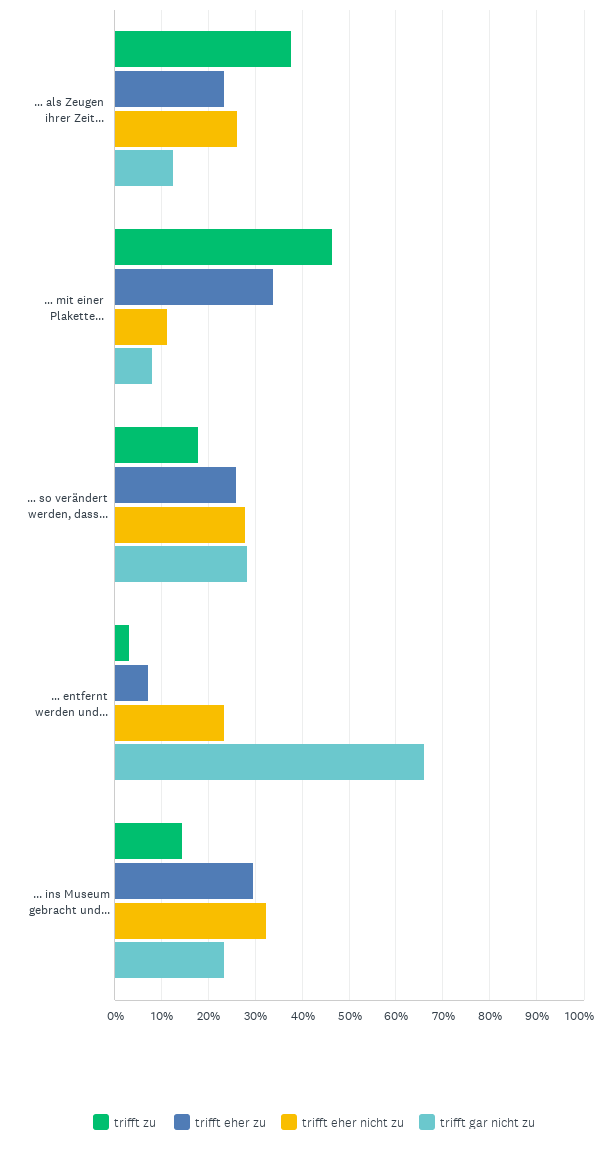 ... als Zeugen
ihrer Zeit...
... mit einer
Plakette...
... so verändert
werden, dass...
... entfernt
werden und...
... ins Museum
gebracht und...
0% 10% 20% 30% 40% 50% 60% 70% 80% 90% 100%
trifft zu trifft eher zu trifft eher nicht zu trifft gar nicht zu